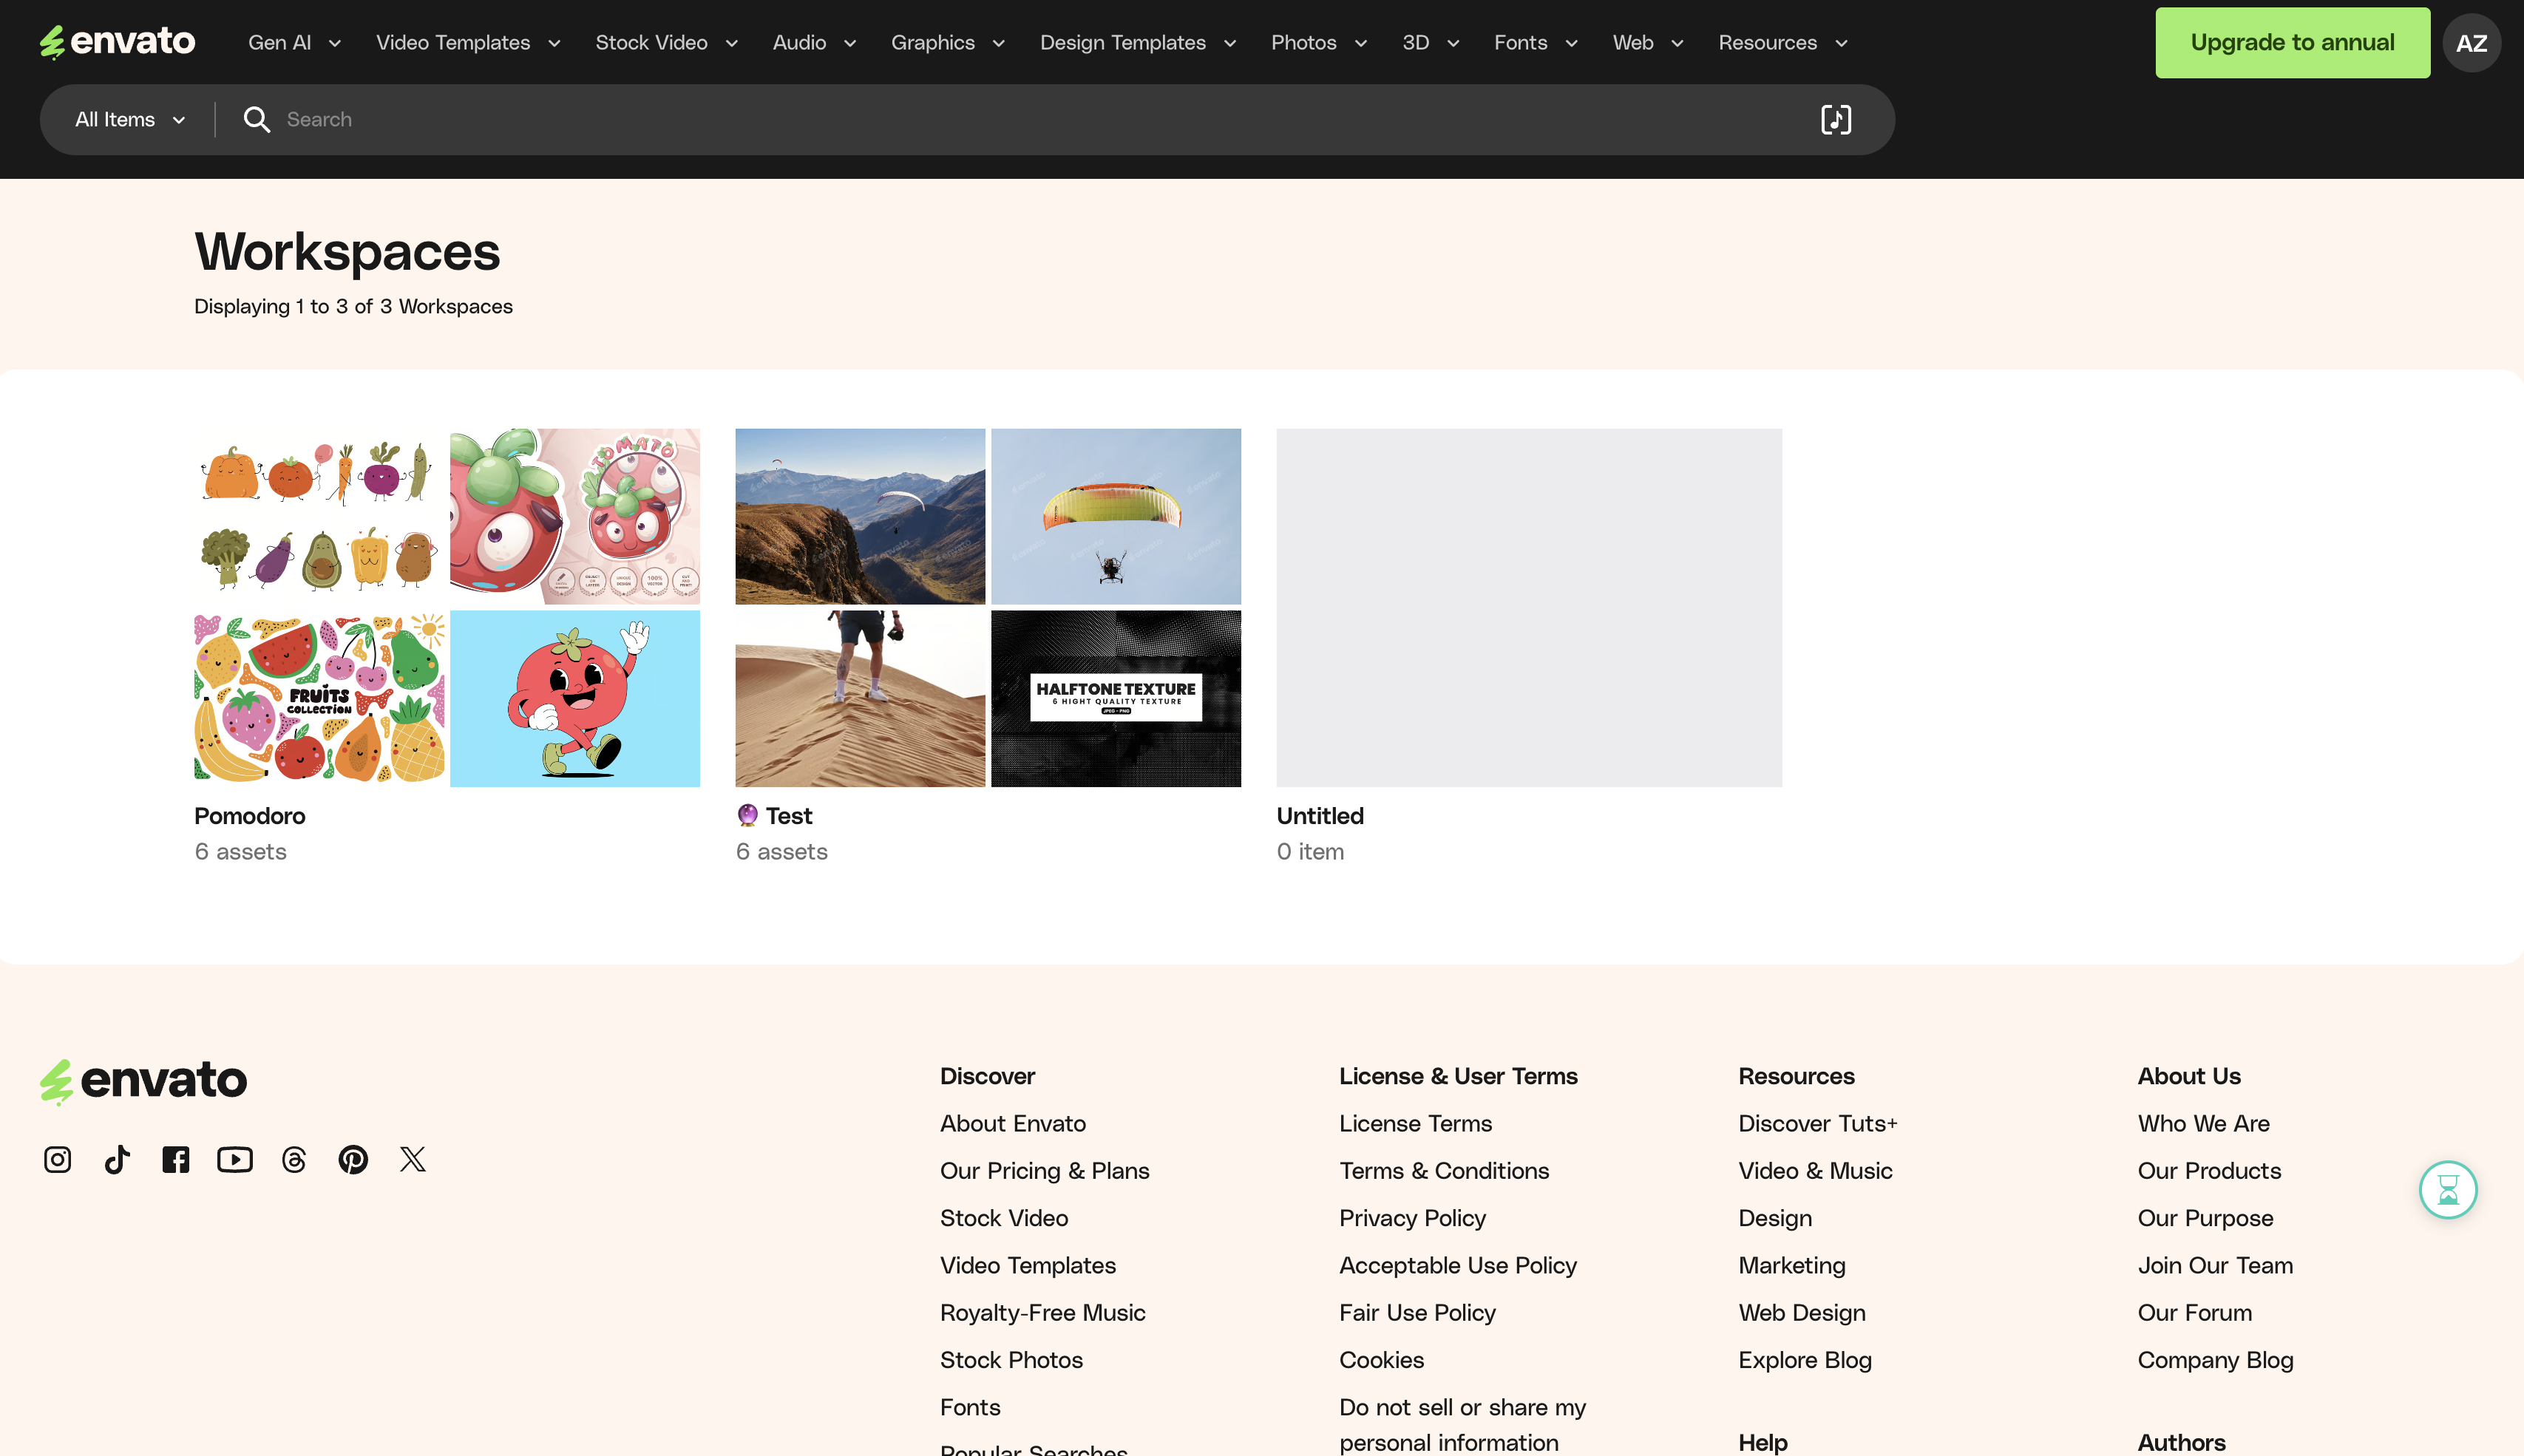 envato
Gen AI
Video Templates
Stock Video
Audio
Graphics
Design Templates
Photos
3D
Fonts
Web
Resources
Upgrade to annual
AZ
All Items
Search
Workspaces
Displaying 1 to 3 of 3 Workspaces
TOMATO
100%
FRUITS
COLLECTION
HALFTONE TEXTURE
6 HIGHT QUALITY TEXTURE
JPEG - PNG
Pomodoro
6 assets
🔮 Test
6 assets
Untitled
0 item
envato
Discover
About Envato
Our Pricing & Plans
Stock Video
Video Templates
Royalty-Free Music
Stock Photos
Fonts
Popular Searches
License & User Terms
License Terms
Terms & Conditions
Privacy Policy
Acceptable Use Policy
Fair Use Policy
Cookies
Do not sell or share my
personal information
Resources
Discover Tuts+
Video & Music
Design
Marketing
Web Design
Explore Blog
Help
About Us
Who We Are
Our Products
Our Purpose
Join Our Team
Our Forum
Company Blog
Authors